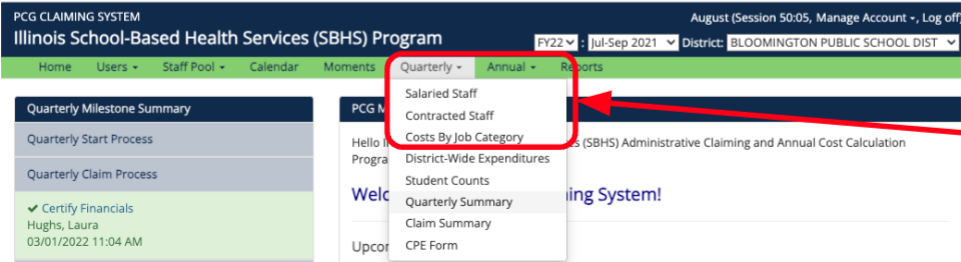 PCG CLAIMING SYSTEM
August (Session 50:05, Manage Account -, Log off)
Illinois School-Based Health Services (SBHS) Program
FY22 : Jul-Sep 2021 District: BLOOMINGTON PUBLIC SCHOOL DIST
Home Users Staff Pool Calendar Moments Quarterly Annual Reports
Quarterly Milestone Summary
Quarterly Start Process
Quarterly Claim Process
✔ Certify Financials
Hughs, Laura
03/01/2022 11:04 AM
Salaried Staff
Contracted Staff
Costs By Job Category
District-Wide Expenditures
Student Counts
Quarterly Summary
Claim Summary
CPE Form
PCG M
Hello I es (SBHS) Administrative Claiming and Annual Cost Calculation
Progra
Welc ing System!
Upcor